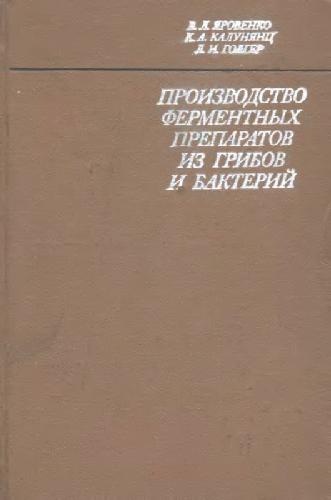 В. Л. ЯРОВЕНКО
К. А. КАЛУНЯНЦ
Л. И. ГОЛГЕР
ПРОИЗВОДСТВО
ФЕРМЕНТНЫХ
ПРЕПАРАТОВ
ИЗ ГРИБОВ
И БАКТЕРИЙ